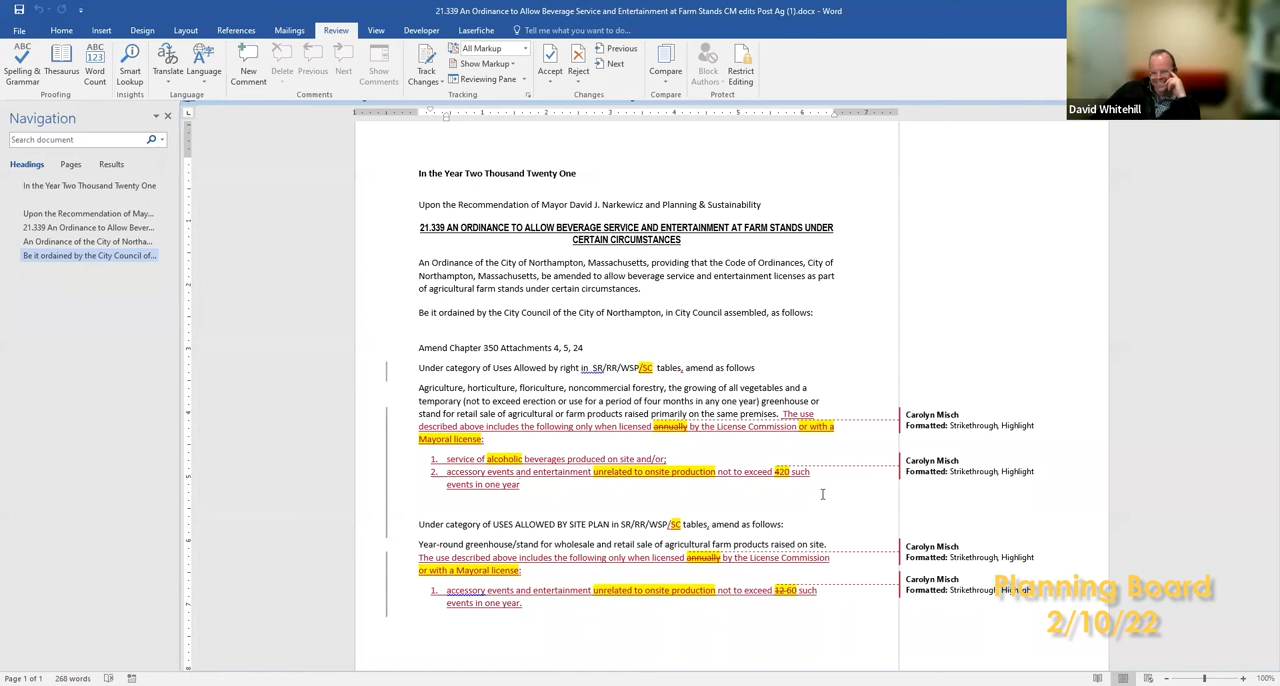 21.339 An Ordinance to Allow Beverage Service and Entertainment at Farm Stands CM edits Post Ag (1).docx - Word
File Home Insert Design Layout References Mailings Review View Developer Laserfiche Tell me what you want to do...
Spelling & Grammar Thesaurus Word Count Smart Lookup Translate Language New Comment Delete Previous Next Show Comments Track Changes All Markup Show Markup Reviewing Pane Accept Reject Previous Next Compare Block Authors Restrict Editing
Proofing Insights Language Comments Tracking Changes Compare Protect
David Whitehill
Navigation
Search document
Headings Pages Results
In the Year Two Thousand Twenty One
Upon the Recommendation of May...
21.339 An Ordinance to Allow Bever...
An Ordinance of the City of Northa...
Be it ordained by the City Council of...
1 2 3 4 5 6 7
In the Year Two Thousand Twenty One
Upon the Recommendation of Mayor David J. Narkewicz and Planning & Sustainability
21.339 AN ORDINANCE TO ALLOW BEVERAGE SERVICE AND ENTERTAINMENT AT FARM STANDS UNDER
CERTAIN CIRCUMSTANCES
An Ordinance of the City of Northampton, Massachusetts, providing that the Code of Ordinances, City of
Northampton, Massachusetts, be amended to allow beverage service and entertainment licenses as part
of agricultural farm stands under certain circumstances.
Be it ordained by the City Council of the City of Northampton, in City Council assembled, as follows:
Amend Chapter 350 Attachments 4, 5, 24
Under category of Uses Allowed by right in SR/RR/WSP/SC tables, amend as follows
Agriculture, horticulture, floriculture, noncommercial forestry, the growing of all vegetables and a
temporary (not to exceed erection or use for a period of four months in any one year) greenhouse or
stand for retail sale of agricultural or farm products raised primarily on the same premises. The use
described above includes the following only when licensed annually by the License Commission or with a
Mayoral license:
1. service of alcoholic beverages produced on site and/or;
2. accessory events and entertainment unrelated to onsite production not to exceed 420 such
events in one year
Under category of USES ALLOWED BY SITE PLAN in SR/RR/WSP/SC tables, amend as follows:
Year-round greenhouse/stand for wholesale and retail sale of agricultural farm products raised on site.
The use described above includes the following only when licensed annually by the License Commission
or with a Mayoral license:
1. accessory events and entertainment unrelated to onsite production not to exceed 12 60 such
events in one year.
Carolyn Misch
Formatted: Strikethrough, Highlight
Carolyn Misch
Formatted: Strikethrough, Highlight
Carolyn Misch
Formatted: Strikethrough, Highlight
Carolyn Misch
Formatted: Strikethrough, Highlight
Planning Board
2/10/22
Page 1 of 1 268 words 100%